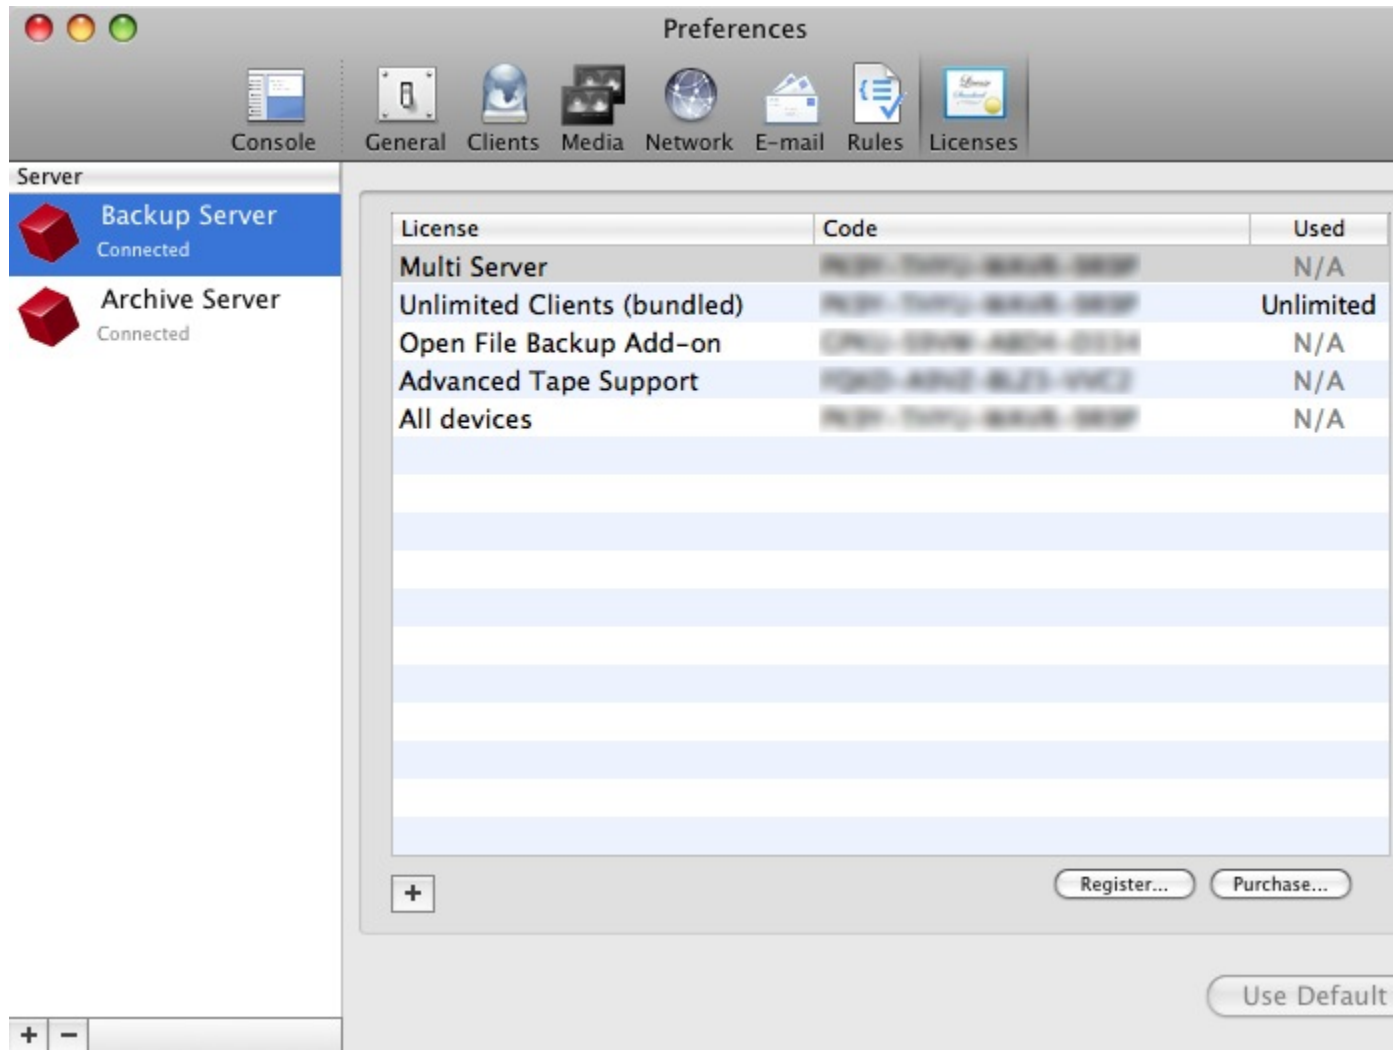 Preferences
Console General Clients Media Network E-mail Rules Licenses
Server
Backup Server
Connected
Archive Server
Connected
License Code Used
Multi Server N/A
Unlimited Clients (bundled) Unlimited
Open File Backup Add-on N/A
Advanced Tape Support N/A
All devices N/A
+
Register... Purchase...
Use Default
+ −